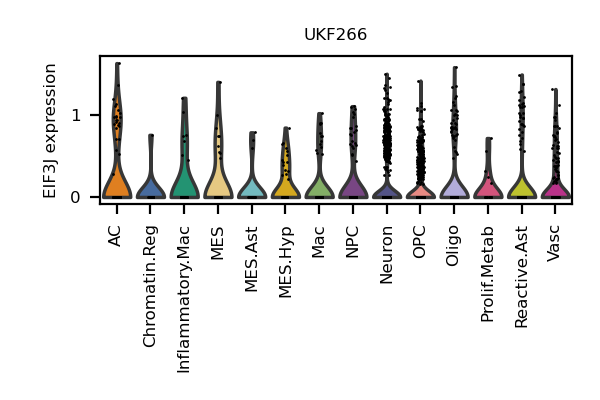 UKF266
EIF3J expression
1
0
AC
Chromatin.Reg
Inflammatory.Mac
MES
MES.Ast
MES.Hyp
Mac
NPC
Neuron
OPC
Oligo
Prolif.Metab
Reactive.Ast
Vasc